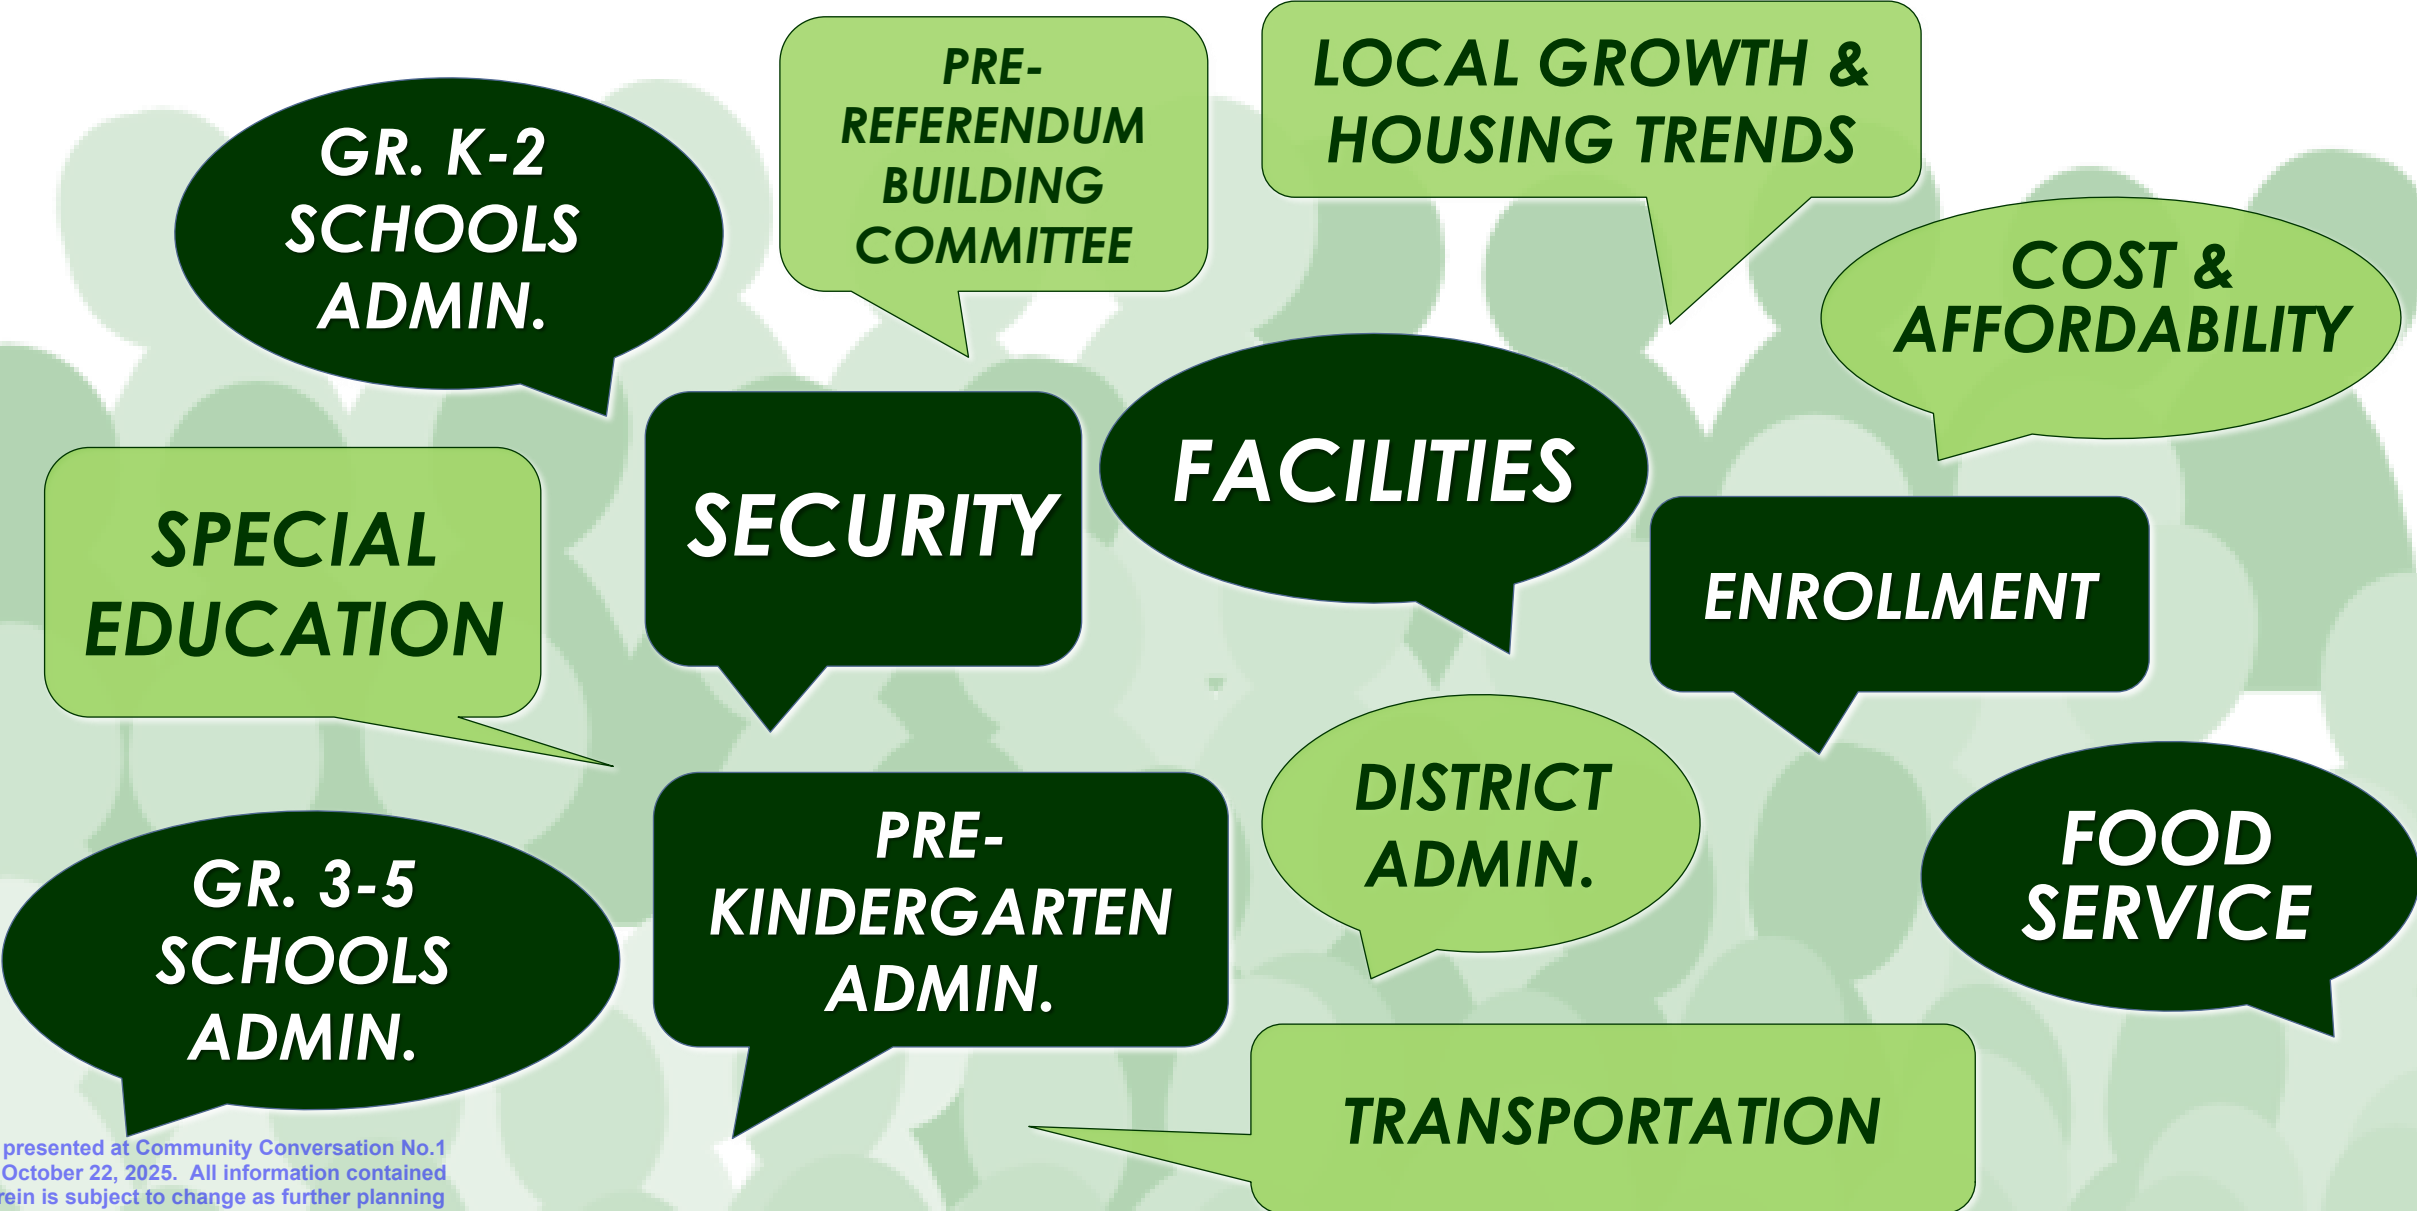 PRE-
REFERENDUM
BUILDING
COMMITTEE
LOCAL GROWTH &
HOUSING TRENDS
GR. K-2
SCHOOLS
ADMIN.
COST &
AFFORDABILITY
SPECIAL
EDUCATION
SECURITY
FACILITIES
ENROLLMENT
GR. 3-5
SCHOOLS
ADMIN.
PRE-
KINDERGARTEN
ADMIN.
DISTRICT
ADMIN.
FOOD
SERVICE
TRANSPORTATION
presented at Community Conversation No.1
October 22, 2025. All information contained
rein is subject to change as further planning